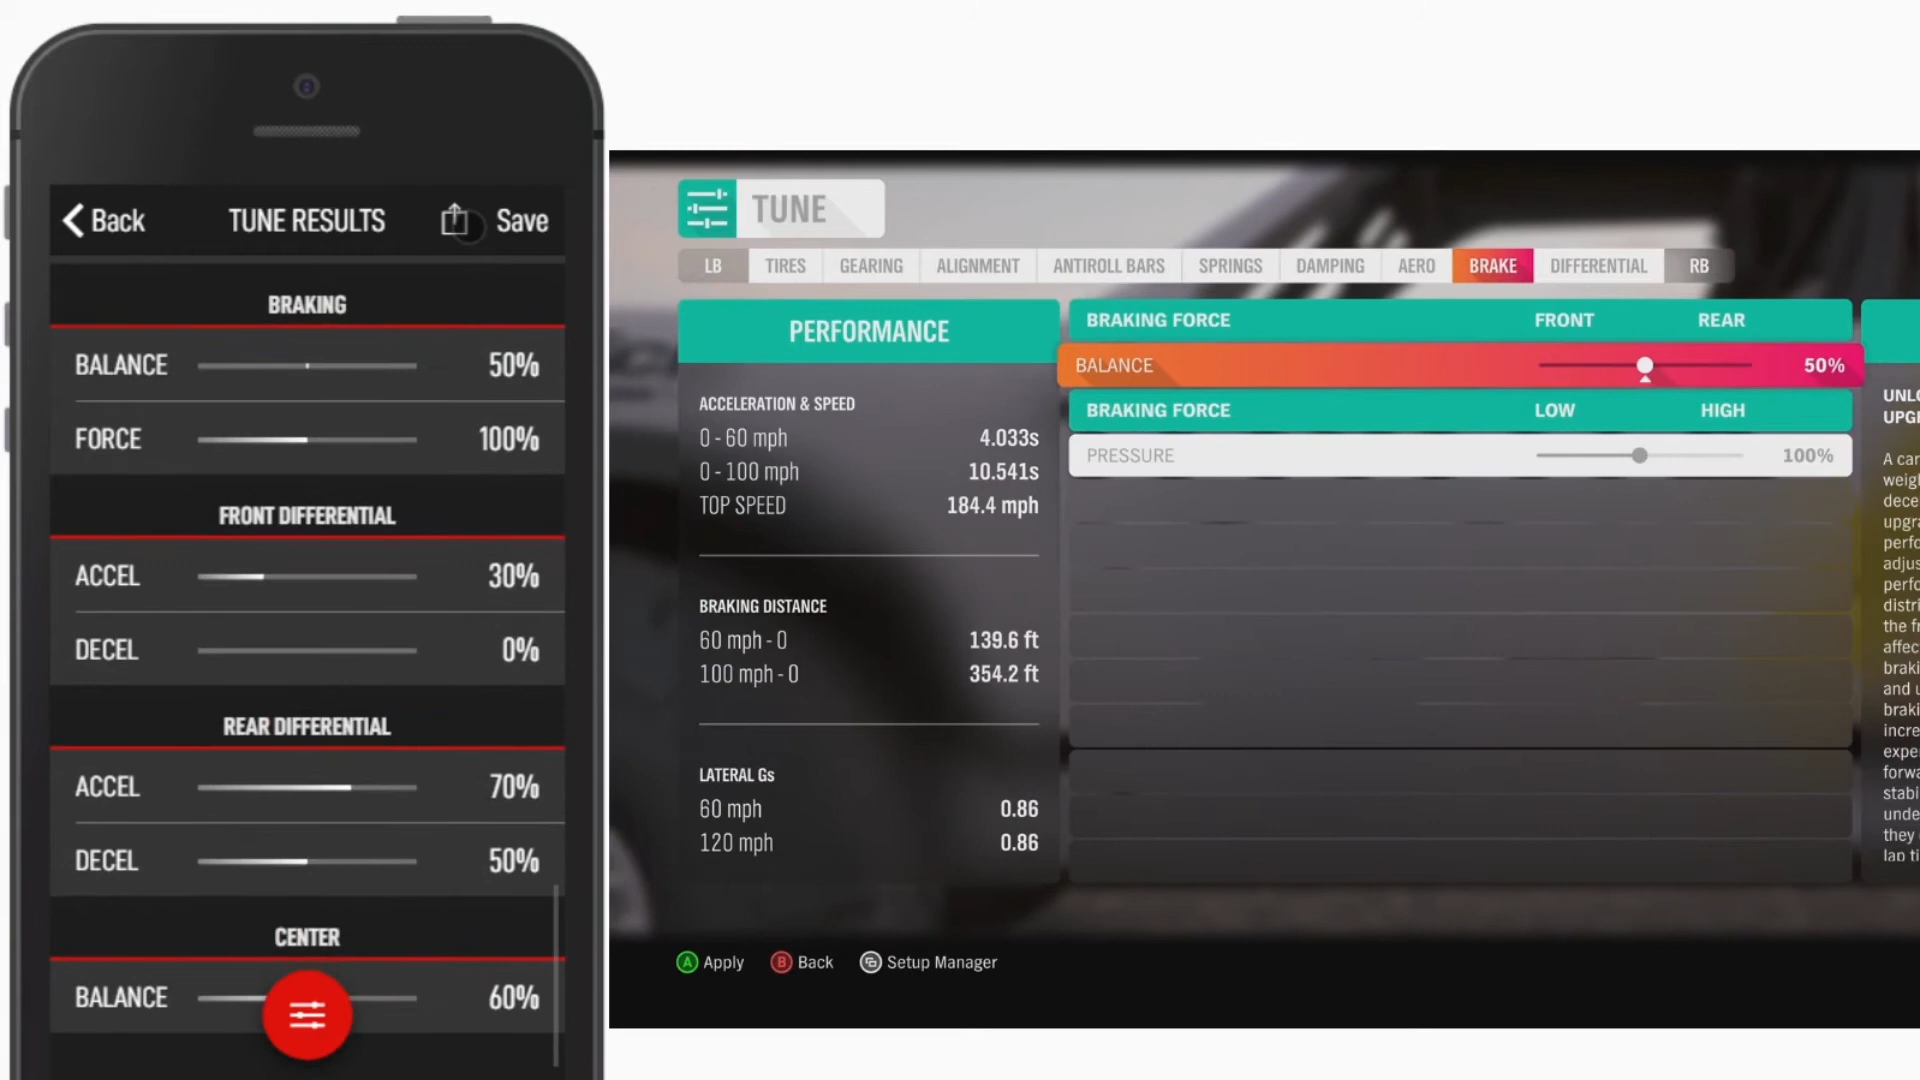 Back TUNE RESULTS Save
BRAKING
BALANCE 50%
FORCE 100%
FRONT DIFFERENTIAL
ACCEL 30%
DECEL 0%
REAR DIFFERENTIAL
ACCEL 70%
DECEL 50%
CENTER
BALANCE 60%
TUNE
LB TIRES GEARING ALIGNMENT ANTIROLL BARS SPRINGS DAMPING AERO BRAKE DIFFERENTIAL RB
PERFORMANCE
ACCELERATION & SPEED
0 - 60 mph 4.033s
0 - 100 mph 10.541s
TOP SPEED 184.4 mph
BRAKING DISTANCE
60 mph - 0 139.6 ft
100 mph - 0 354.2 ft
LATERAL Gs
60 mph 0.86
120 mph 0.86
BRAKING FORCE FRONT REAR
BALANCE 50%
BRAKING FORCE LOW HIGH
PRESSURE 100%
A car
and
the
they
A Apply B Back Setup Manager